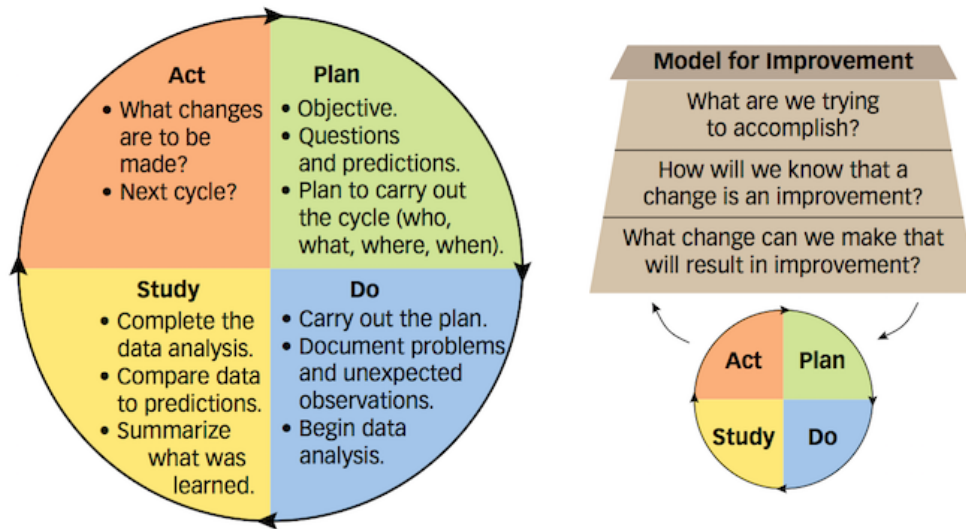 Act
• What changes
are to be
made?
• Next cycle?
Plan
• Objective.
• Questions
and predictions.
• Plan to carry out
the cycle (who,
what, where, when).
Study
• Complete the
data analysis.
• Compare data
to predictions.
• Summarize
what was
learned.
Do
• Carry out the plan.
• Document problems
and unexpected
observations.
• Begin data
analysis.
Model for Improvement
What are we trying
to accomplish?
How will we know that a
change is an improvement?
What change can we make that
will result in improvement?
Act
Plan
Study
Do